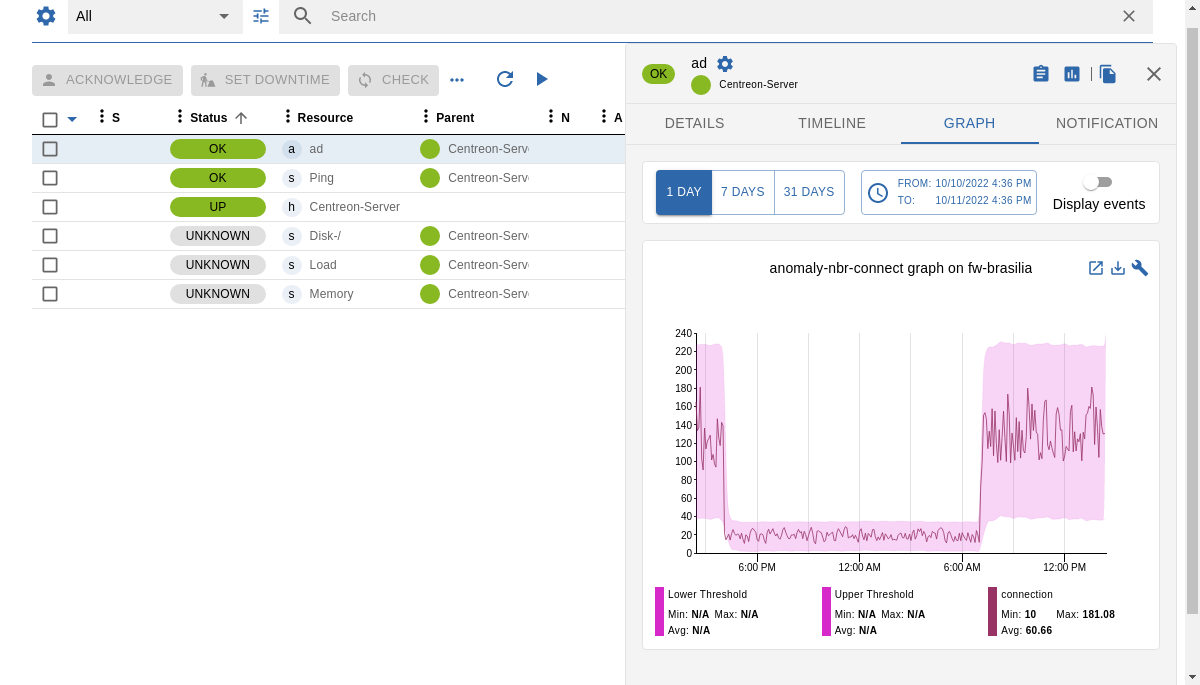 All
Search
ACKNOWLEDGE SET DOWNTIME CHECK
S Status Resource Parent N A
OK a ad Centreon-Serv
OK s Ping Centreon-Serv
UP h Centreon-Server
UNKNOWN s Disk-/ Centreon-Serv
UNKNOWN s Load Centreon-Serv
UNKNOWN s Memory Centreon-Serv
OK
ad
Centreon-Server
DETAILS TIMELINE GRAPH NOTIFICATION
1 DAY 7 DAYS 31 DAYS
FROM: 10/10/2022 4:36 PM
TO: 10/11/2022 4:36 PM
Display events
anomaly-nbr-connect graph on fw-brasilia
240
220
200
180
160
140
120
100
80
60
40
20
0
6:00 PM 12:00 AM 6:00 AM 12:00 PM
Lower Threshold
Min: N/A Max: N/A
Avg: N/A
Upper Threshold
Min: N/A Max: N/A
Avg: N/A
connection
Min: 10 Max: 181.08
Avg: 60.66